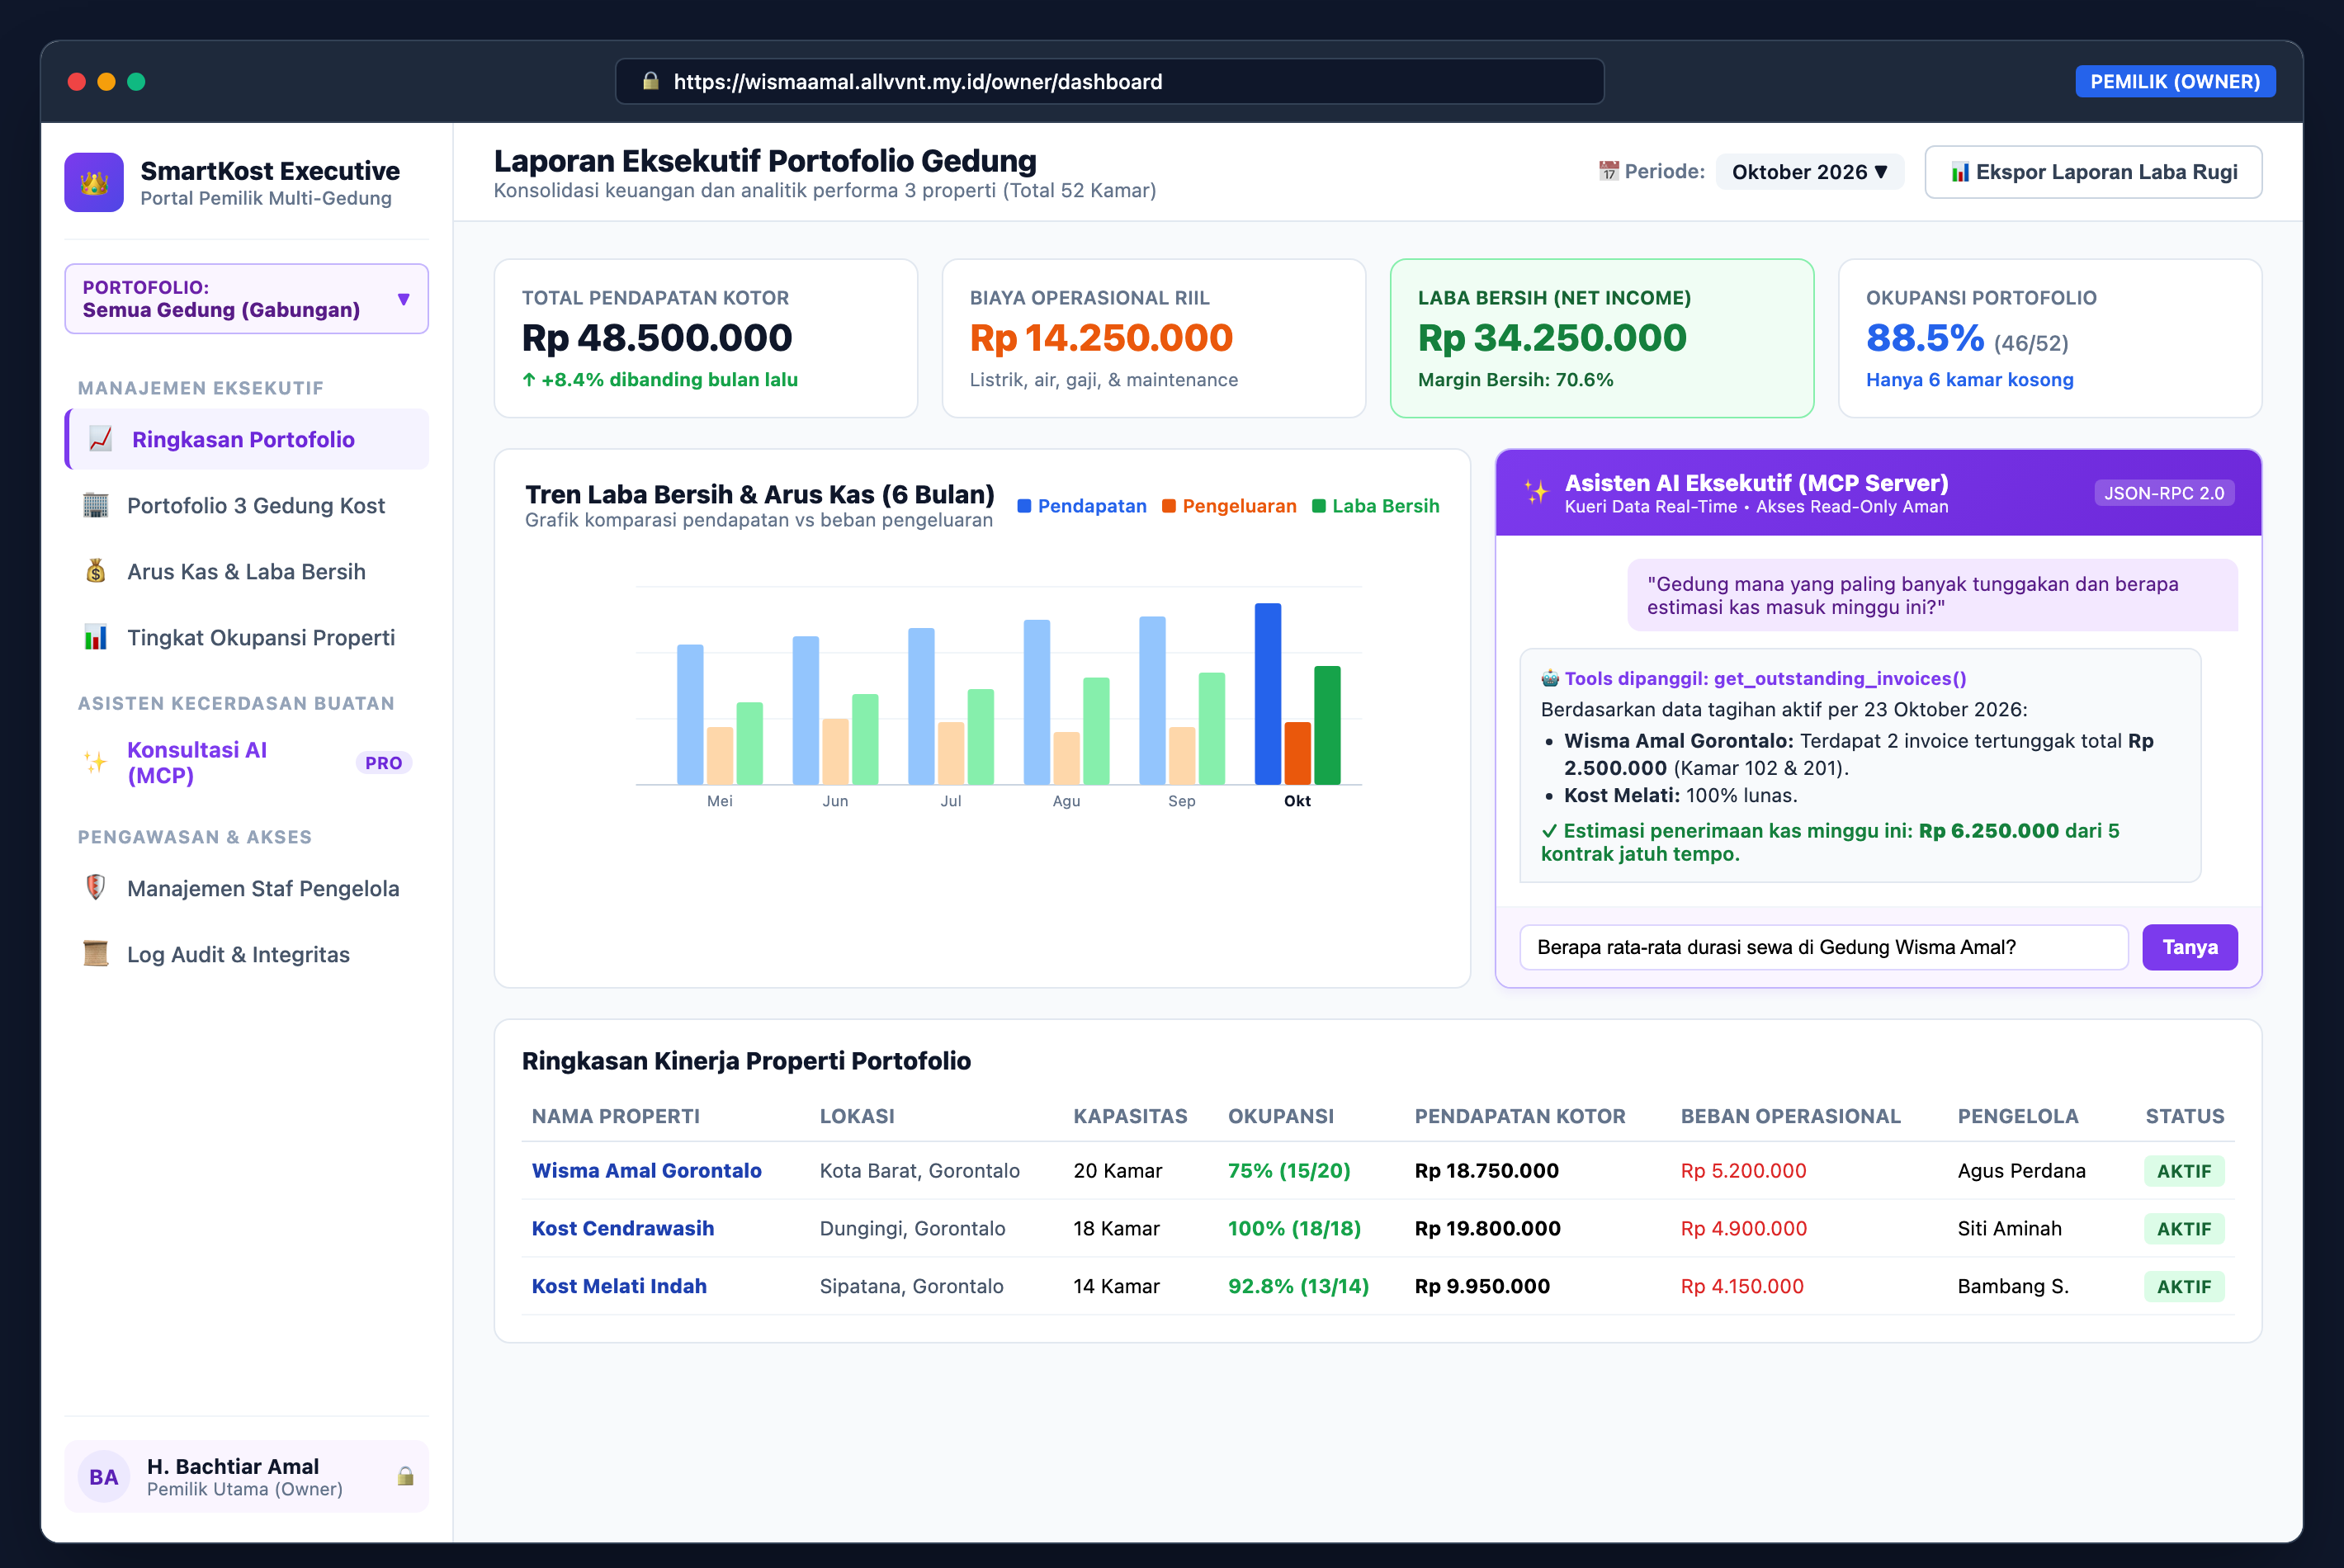 https://wismaamal.allvvnt.my.id/owner/dashboard
PEMILIK (OWNER)
SmartKost Executive
Portal Pemilik Multi-Gedung
PORTOFOLIO:
Semua Gedung (Gabungan) ▼
MANAJEMEN EKSEKUTIF
Ringkasan Portofolio
Portofolio 3 Gedung Kost
Arus Kas & Laba Bersih
Tingkat Okupansi Properti
ASISTEN KECERDASAN BUATAN
Konsultasi AI
(MCP)
PRO
PENGAWASAN & AKSES
Manajemen Staf Pengelola
Log Audit & Integritas
BA
H. Bachtiar Amal
Pemilik Utama (Owner)
Laporan Eksekutif Portofolio Gedung
Konsolidasi keuangan dan analitik performa 3 properti (Total 52 Kamar)
Periode: Oktober 2026 ▼
Ekspor Laporan Laba Rugi
TOTAL PENDAPATAN KOTOR
Rp 48.500.000
↑ +8.4% dibanding bulan lalu
BIAYA OPERASIONAL RIIL
Rp 14.250.000
Listrik, air, gaji, & maintenance
LABA BERSIH (NET INCOME)
Rp 34.250.000
Margin Bersih: 70.6%
OKUPANSI PORTOFOLIO
88.5% (46/52)
Hanya 6 kamar kosong
Tren Laba Bersih & Arus Kas (6 Bulan)
Grafik komparasi pendapatan vs beban pengeluaran
Pendapatan Pengeluaran Laba Bersih
Mei Jun Jul Agu Sep Okt
Asisten AI Eksekutif (MCP Server)
Kueri Data Real-Time • Akses Read-Only Aman
JSON-RPC 2.0
"Gedung mana yang paling banyak tunggakan dan berapa
estimasi kas masuk minggu ini?"
Tools dipanggil: get_outstanding_invoices()
Berdasarkan data tagihan aktif per 23 Oktober 2026:
• Wisma Amal Gorontalo: Terdapat 2 invoice tertunggak total Rp
2.500.000 (Kamar 102 & 201).
• Kost Melati: 100% lunas.
✓ Estimasi penerimaan kas minggu ini: Rp 6.250.000 dari 5
kontrak jatuh tempo.
Berapa rata-rata durasi sewa di Gedung Wisma Amal?
Tanya
Ringkasan Kinerja Properti Portofolio
NAMA PROPERTI LOKASI KAPASITAS OKUPANSI PENDAPATAN KOTOR BEBAN OPERASIONAL PENGELOLA STATUS
Wisma Amal Gorontalo Kota Barat, Gorontalo 20 Kamar 75% (15/20) Rp 18.750.000 Rp 5.200.000 Agus Perdana AKTIF
Kost Cendrawasih Dungingi, Gorontalo 18 Kamar 100% (18/18) Rp 19.800.000 Rp 4.900.000 Siti Aminah AKTIF
Kost Melati Indah Sipatana, Gorontalo 14 Kamar 92.8% (13/14) Rp 9.950.000 Rp 4.150.000 Bambang S. AKTIF